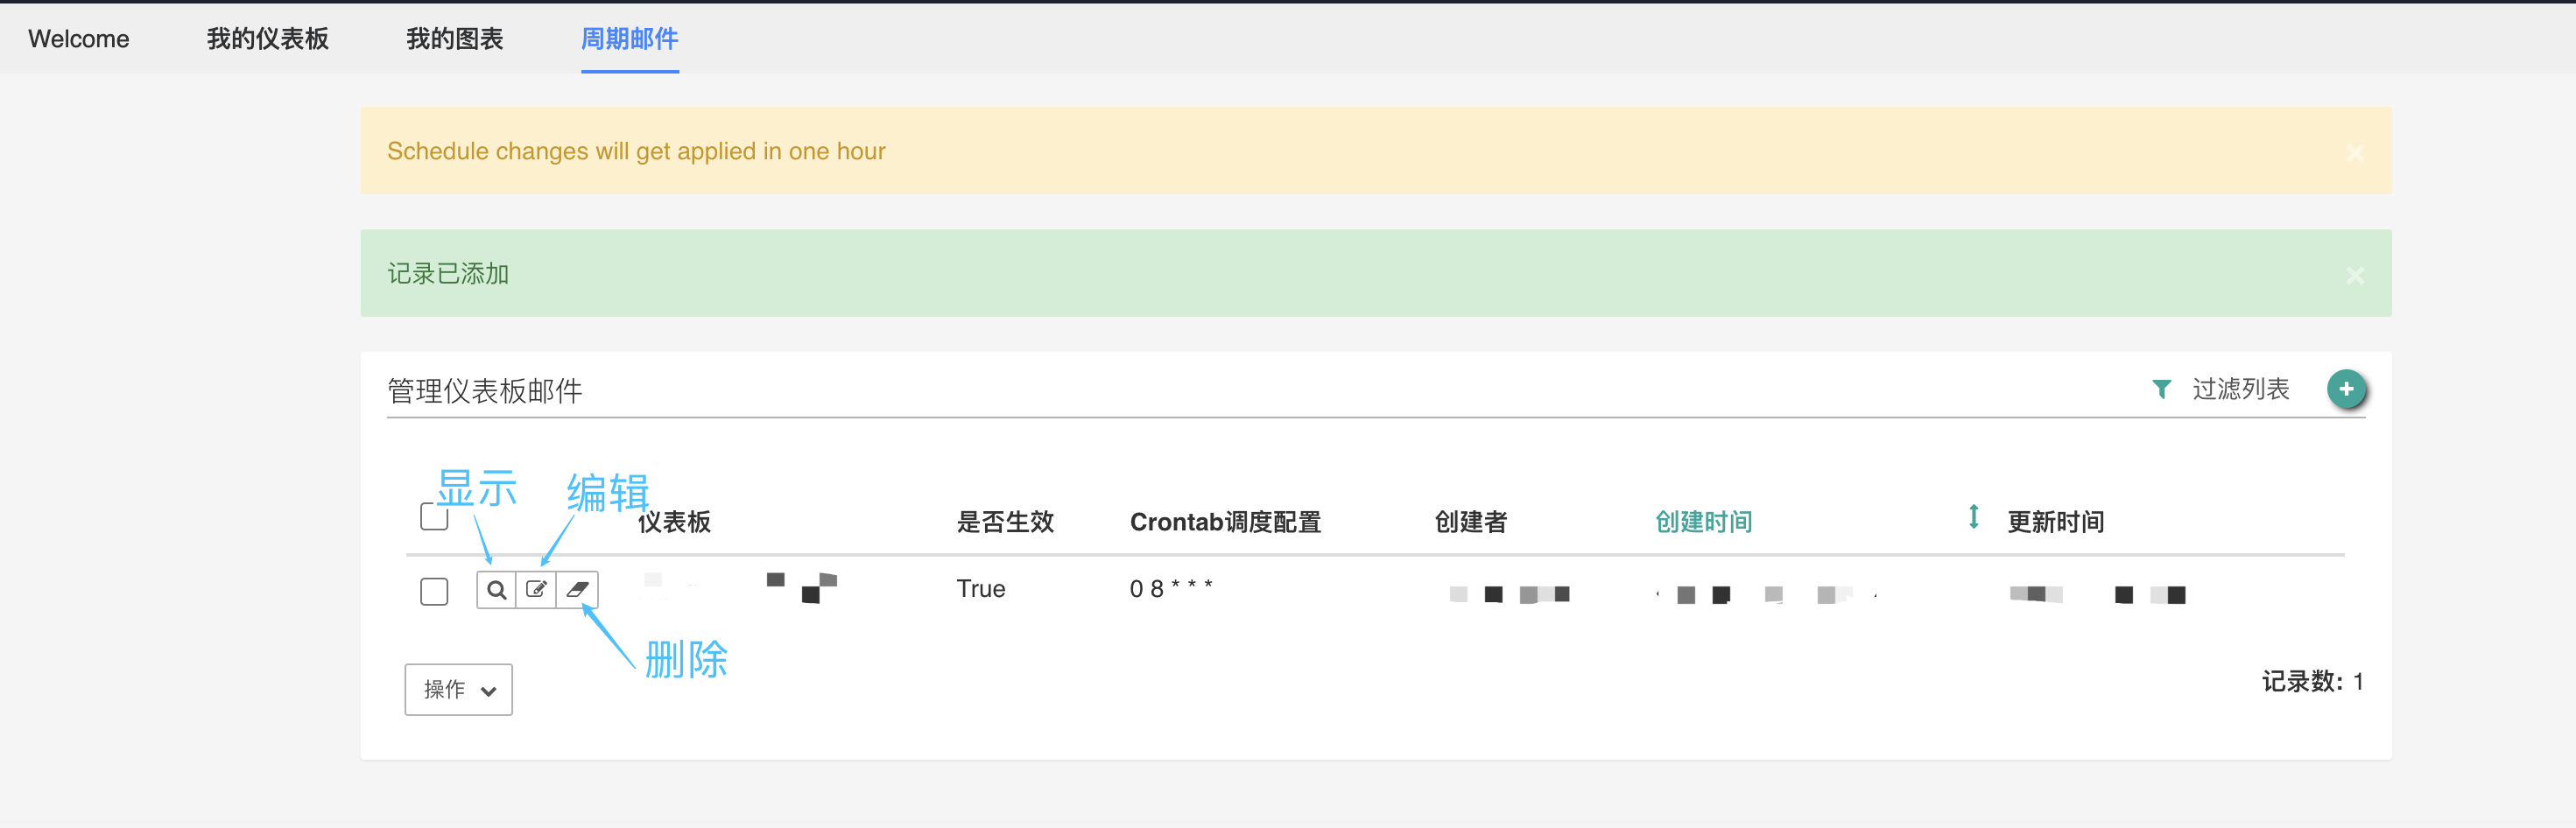 Welcome 我的仪表板 我的图表 周期邮件
Schedule changes will get applied in one hour
记录已添加
管理仪表板邮件 过滤列表
显示 编辑
仪表板 是否生效 Crontab调度配置 创建者 创建时间 更新时间
True 0 8 * * *
删除
操作 记录数: 1